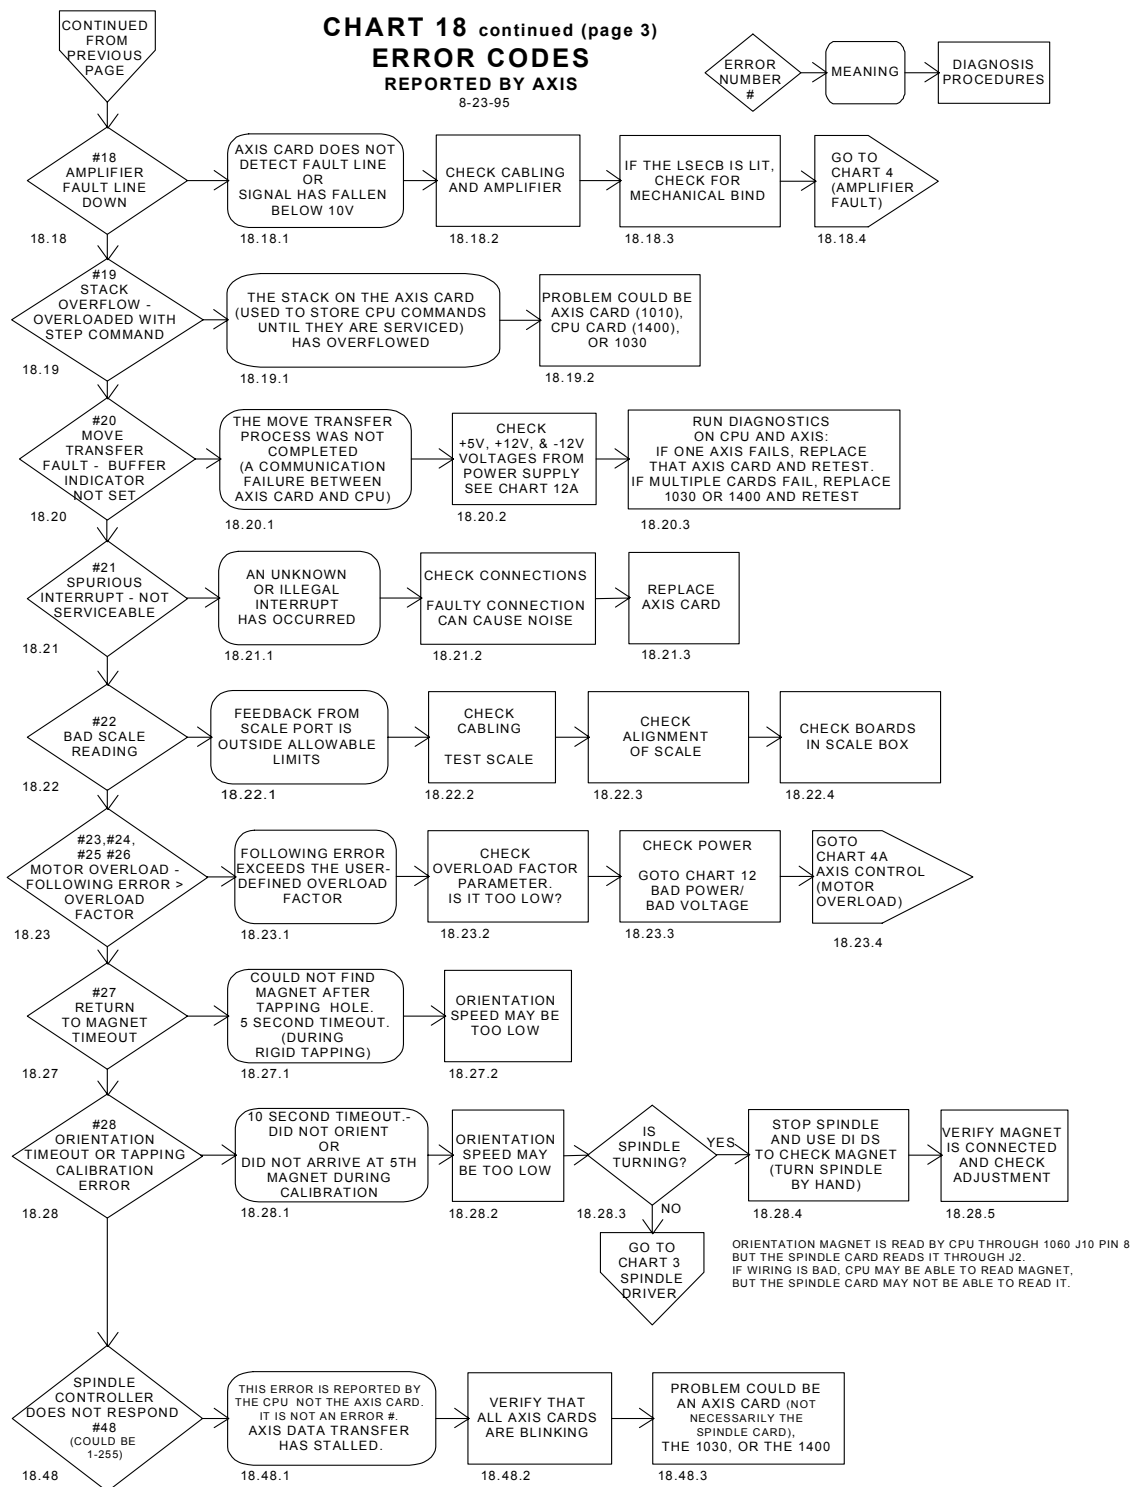 CONTINUED
FROM
PREVIOUS
PAGE
CHART 18 continued (page 3)
ERROR CODES
REPORTED BY AXIS
8-23-95
ERROR
NUMBER
#
MEANING
DIAGNOSIS
PROCEDURES
#18
AMPLIFIER
FAULT LINE
DOWN
18.18
AXIS CARD DOES NOT
DETECT FAULT LINE
OR
SIGNAL HAS FALLEN
BELOW 10V
18.18.1
CHECK CABLING
AND AMPLIFIER
18.18.2
IF THE LSECB IS LIT,
CHECK FOR
MECHANICAL BIND
18.18.3
GO TO
CHART 4
(AMPLIFIER
FAULT)
18.18.4
#19
STACK
OVERFLOW -
OVERLOADED WITH
STEP COMMAND
18.19
THE STACK ON THE AXIS CARD
(USED TO STORE CPU COMMANDS
UNTIL THEY ARE SERVICED)
HAS OVERFLOWED
18.19.1
PROBLEM COULD BE
AXIS CARD (1010),
CPU CARD (1400),
OR 1030
18.19.2
#20
MOVE
TRANSFER
FAULT - BUFFER
INDICATOR
NOT SET
18.20
THE MOVE TRANSFER
PROCESS WAS NOT
COMPLETED
(A COMMUNICATION
FAILURE BETWEEN
AXIS CARD AND CPU)
18.20.1
CHECK
+5V, +12V, & -12V
VOLTAGES FROM
POWER SUPPLY
SEE CHART 12A
18.20.2
RUN DIAGNOSTICS
ON CPU AND AXIS:
IF ONE AXIS FAILS, REPLACE
THAT AXIS CARD AND RETEST.
IF MULTIPLE CARDS FAIL, REPLACE
1030 OR 1400 AND RETEST
18.20.3
#21
SPURIOUS
INTERRUPT - NOT
SERVICEABLE
18.21
AN UNKNOWN
OR ILLEGAL
INTERRUPT
HAS OCCURRED
18.21.1
CHECK CONNECTIONS
FAULTY CONNECTION
CAN CAUSE NOISE
18.21.2
REPLACE
AXIS CARD
18.21.3
#22
BAD SCALE
READING
18.22
FEEDBACK FROM
SCALE PORT IS
OUTSIDE ALLOWABLE
LIMITS
18.22.1
CHECK
CABLING
TEST SCALE
18.22.2
CHECK
ALIGNMENT
OF SCALE
18.22.3
CHECK BOARDS
IN SCALE BOX
18.22.4
#23,#24,
#25 #26
MOTOR OVERLOAD -
FOLLOWING ERROR >
OVERLOAD
FACTOR
18.23
FOLLOWING ERROR
EXCEEDS THE USER-
DEFINED OVERLOAD
FACTOR
18.23.1
CHECK
OVERLOAD FACTOR
PARAMETER.
IS IT TOO LOW?
18.23.2
CHECK POWER
GOTO CHART 12
BAD POWER/
BAD VOLTAGE
18.23.3
GOTO
CHART 4A
AXIS CONTROL
(MOTOR
OVERLOAD)
18.23.4
#27
RETURN
TO MAGNET
TIMEOUT
18.27
COULD NOT FIND
MAGNET AFTER
TAPPING HOLE.
5 SECOND TIMEOUT.
(DURING
RIGID TAPPING)
18.27.1
ORIENTATION
SPEED MAY BE
TOO LOW
18.27.2
#28
ORIENTATION
TIMEOUT OR TAPPING
CALIBRATION
ERROR
18.28
10 SECOND TIMEOUT.-
DID NOT ORIENT
OR
DID NOT ARRIVE AT 5TH
MAGNET DURING
CALIBRATION
18.28.1
ORIENTATION
SPEED MAY
BE TOO LOW
18.28.2
IS
SPINDLE
TURNING?
18.28.3
YES
NO
STOP SPINDLE
AND USE DI DS
TO CHECK MAGNET
(TURN SPINDLE
BY HAND)
18.28.4
VERIFY MAGNET
IS CONNECTED
AND CHECK
ADJUSTMENT
18.28.5
GO TO
CHART 3
SPINDLE
DRIVER
ORIENTATION MAGNET IS READ BY CPU THROUGH 1060 J10 PIN 8
BUT THE SPINDLE CARD READS IT THROUGH J2.
IF WIRING IS BAD, CPU MAY BE ABLE TO READ MAGNET,
BUT THE SPINDLE CARD MAY NOT BE ABLE TO READ IT.
SPINDLE
CONTROLLER
DOES NOT RESPOND
#48
(COULD BE
1-255)
18.48
THIS ERROR IS REPORTED BY
THE CPU NOT THE AXIS CARD.
IT IS NOT AN ERROR #.
AXIS DATA TRANSFER
HAS STALLED.
18.48.1
VERIFY THAT
ALL AXIS CARDS
ARE BLINKING
18.48.2
PROBLEM COULD BE
AN AXIS CARD (NOT
NECESSARILY THE
SPINDLE CARD),
THE 1030, OR THE 1400
18.48.3